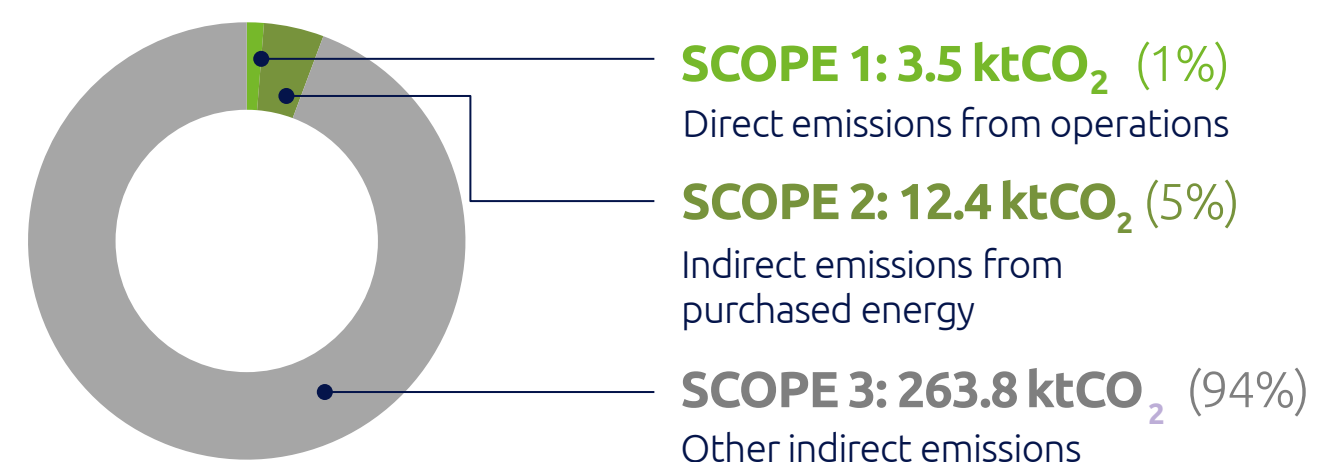 SCOPE 1: 3.5 ktCO₂ (1%)
Direct emissions from operations
SCOPE 2: 12.4 ktCO₂ (5%)
Indirect emissions from
purchased energy
SCOPE 3: 263.8 ktCO₂ (94%)
Other indirect emissions